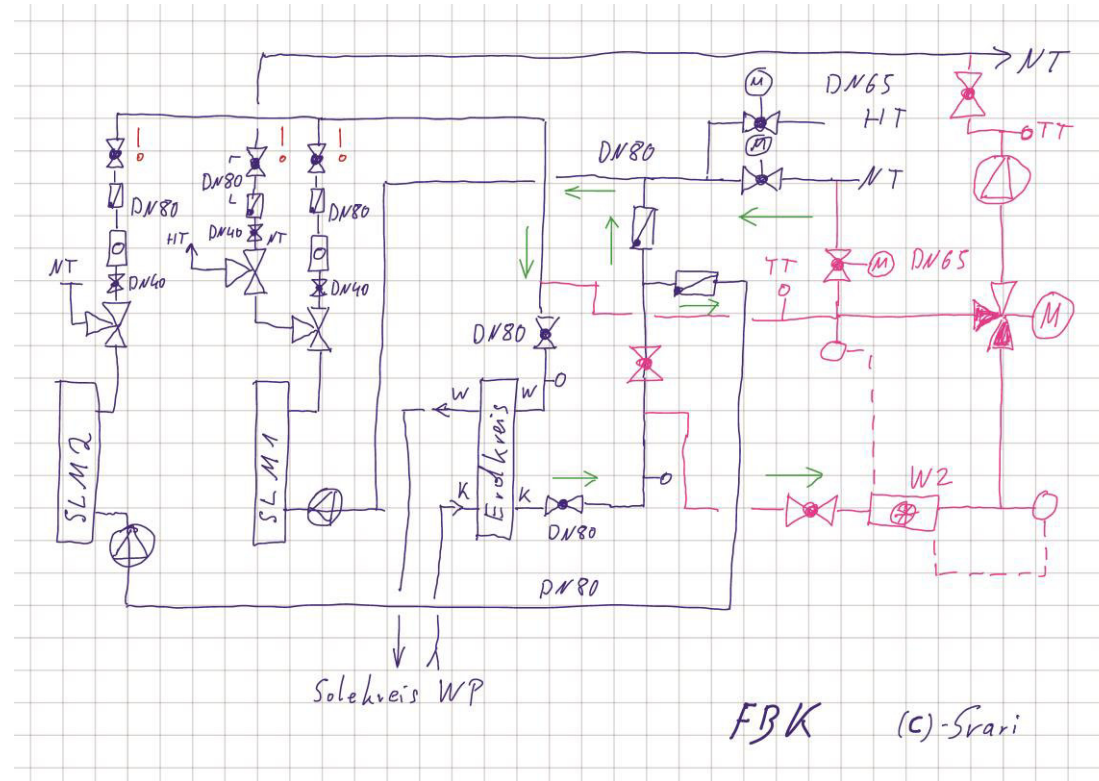 NT
M
DN65
HT
TT
DN80
M
NT
DN80
DN80
DN80
HT
DN40
NT
NT
DN40
DN40
TT
M
DN65
M
DN80
W
W
SLM2
SLM1
Erdkreis
K
K
W2
DN80
DN80
Solekreis WP
FBK
(C)-Svari